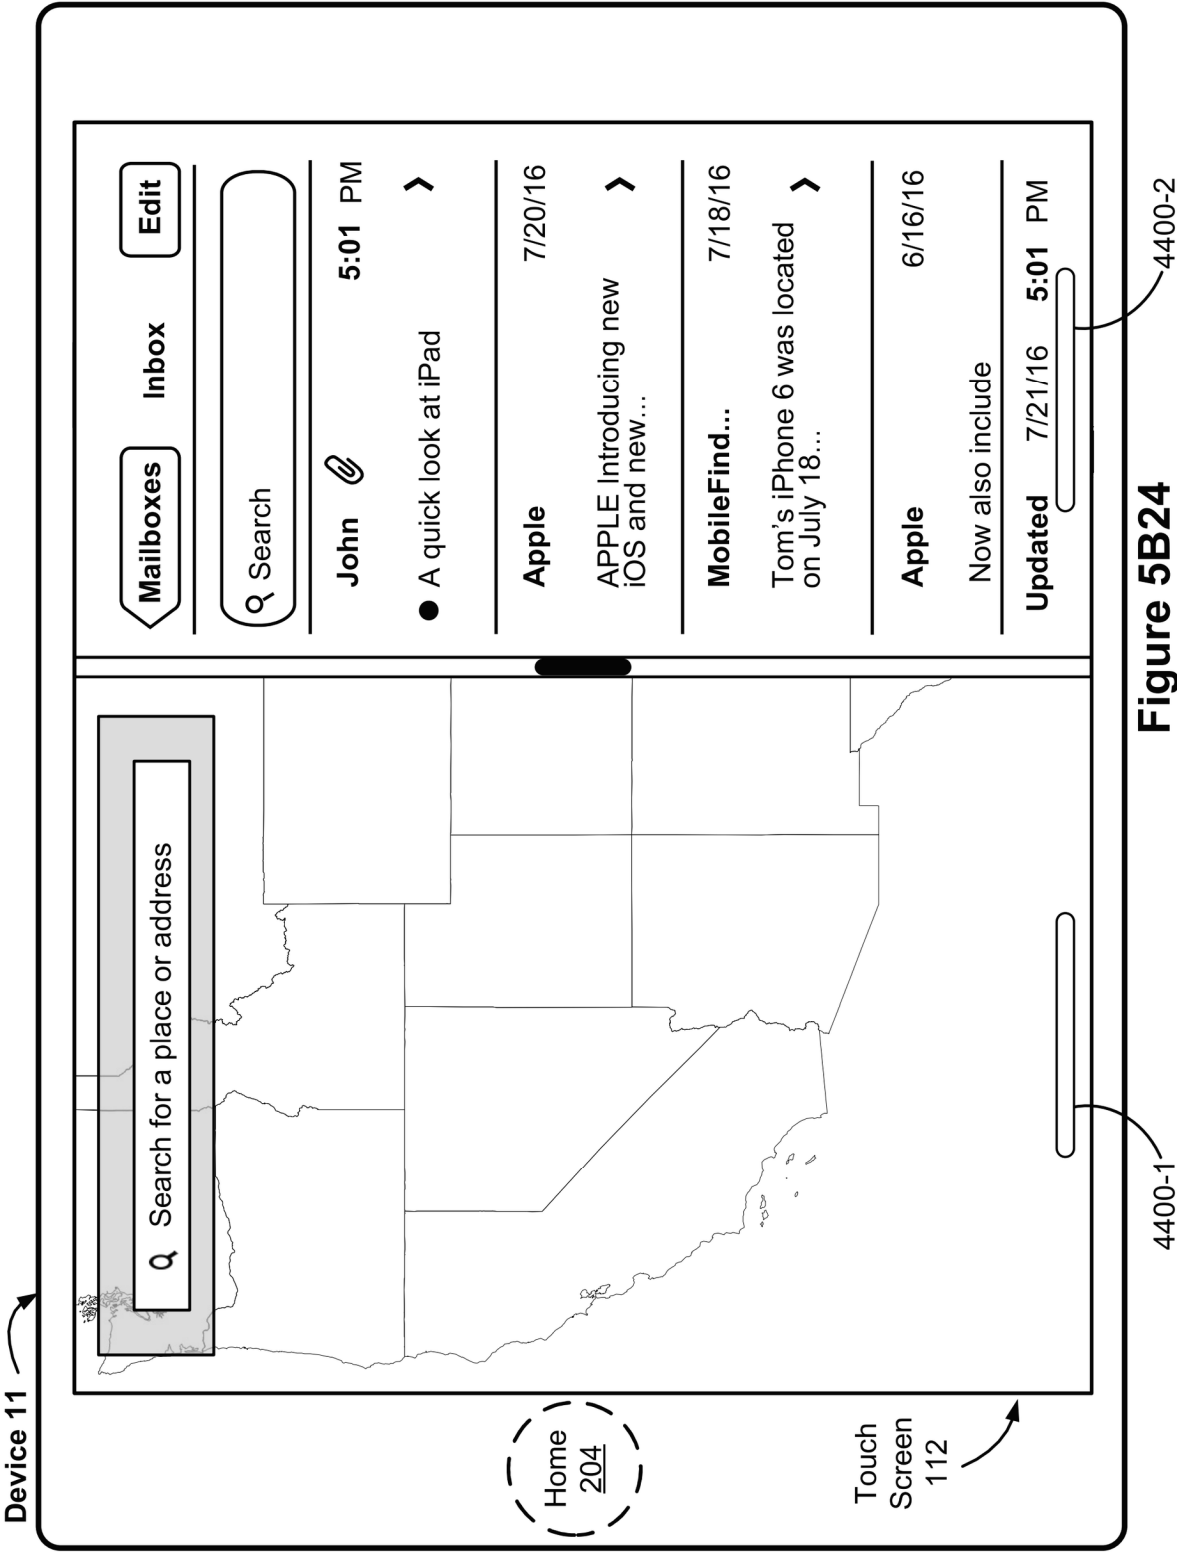 Device 11
Home
204
Touch
Screen
112
Search for a place or address
Mailboxes
Inbox
Edit
Search
John
5:01 PM
A quick look at iPad
Apple
7/20/16
APPLE Introducing new
iOS and new...
MobileFind...
7/18/16
Tom's iPhone 6 was located
on July 18...
Apple
6/16/16
Now also include
Updated 7/21/16 5:01 PM
4400-1
4400-2
Figure 5B24